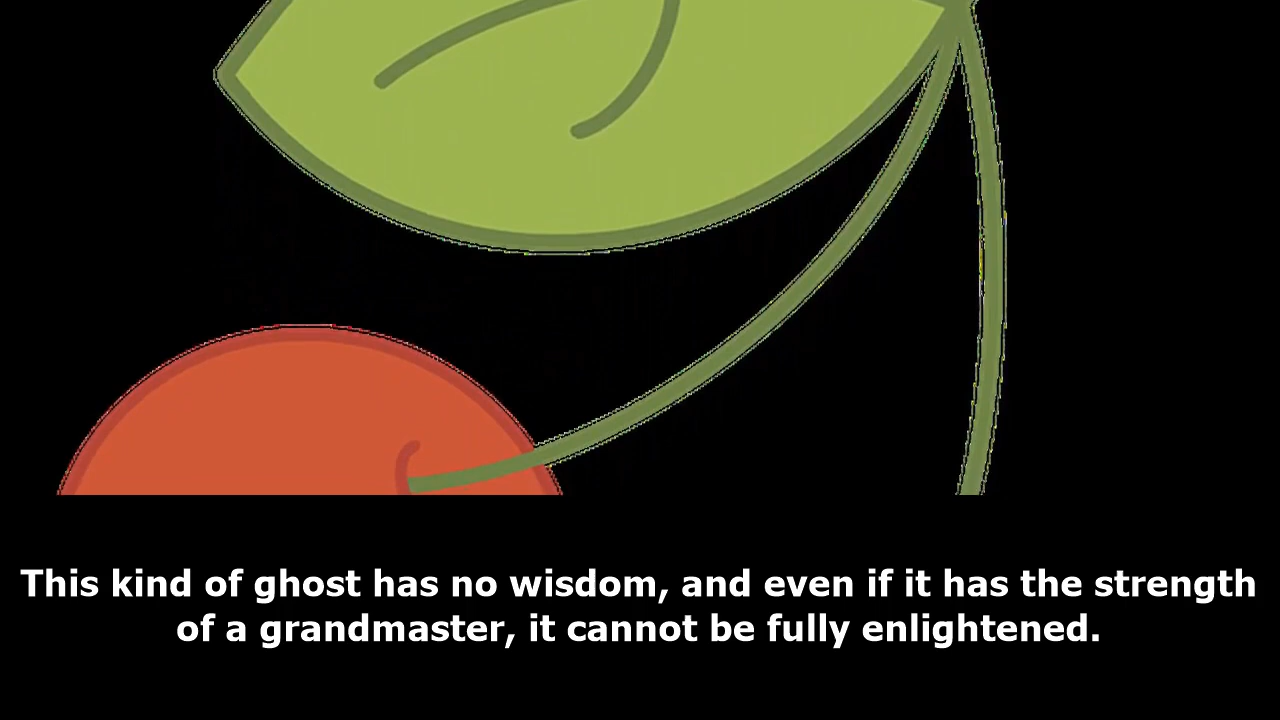 This kind of ghost has no wisdom, and even if it has the strength
of a grandmaster, it cannot be fully enlightened.